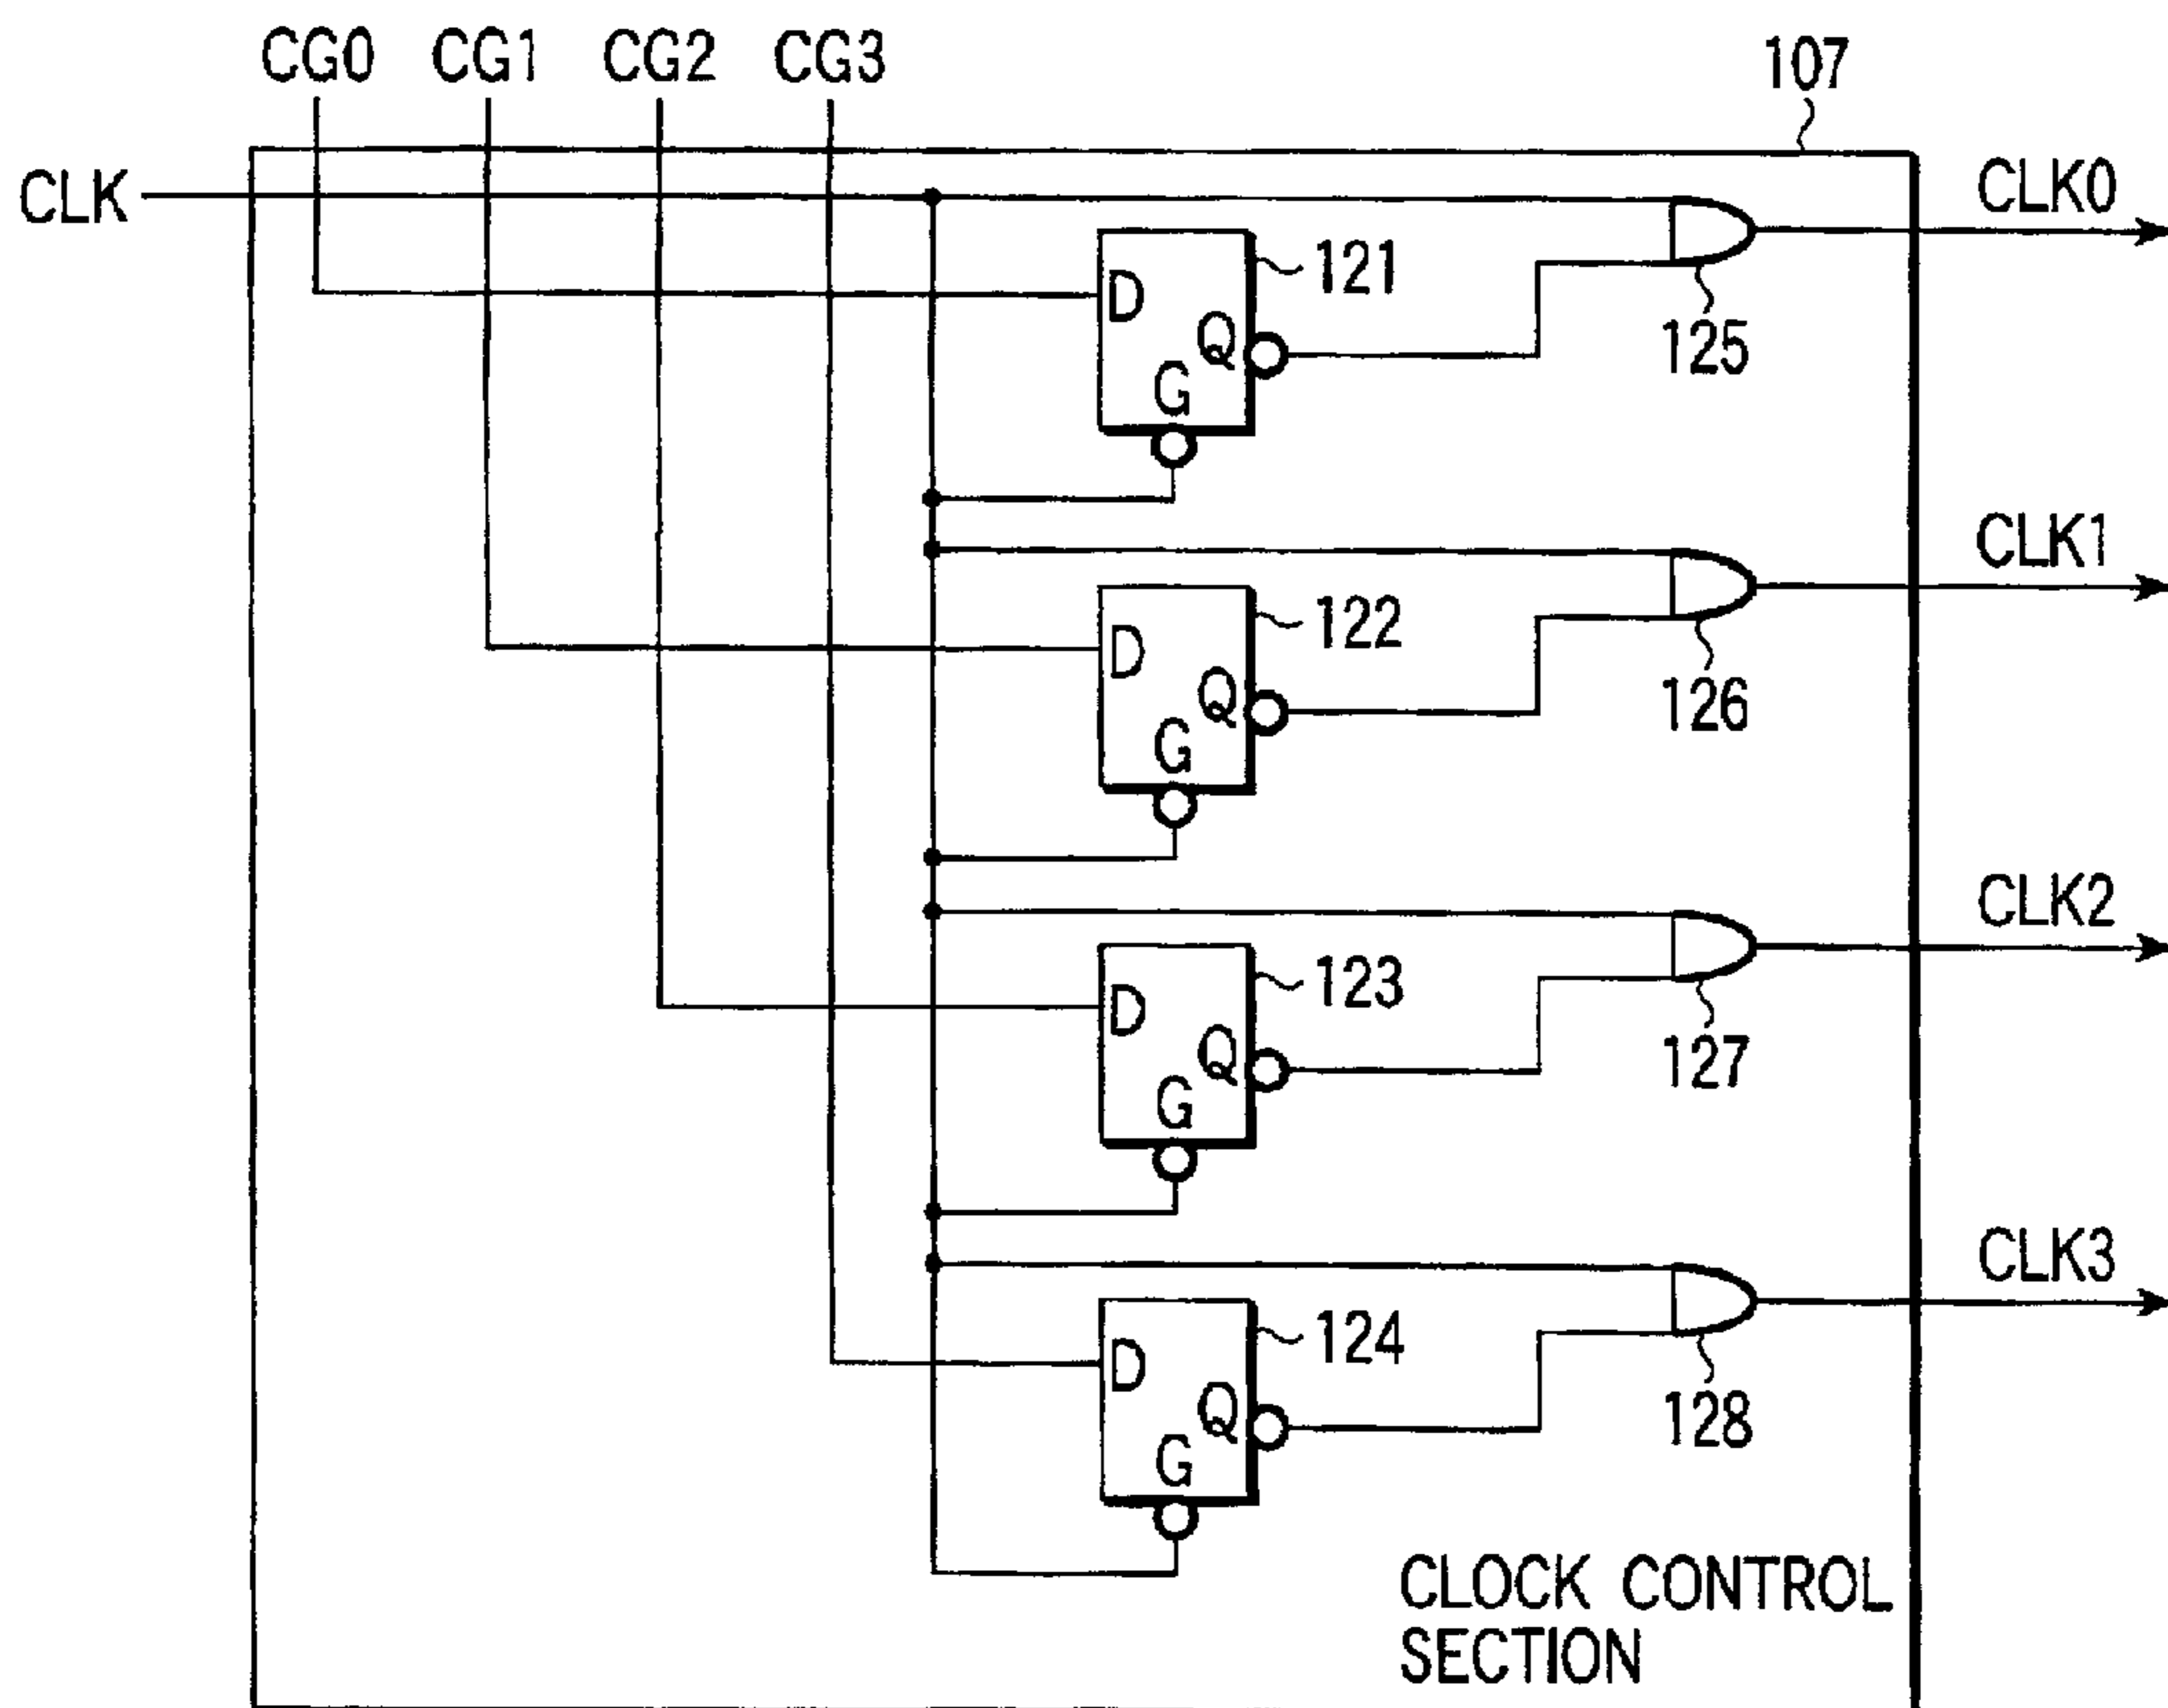 CG0 CG1 CG2 CG3
107
CLK
CLK0
D
Q
G
121
125
CLK1
D
Q
G
122
126
CLK2
D
Q
G
123
127
CLK3
D
Q
G
124
128
CLOCK CONTROL
SECTION